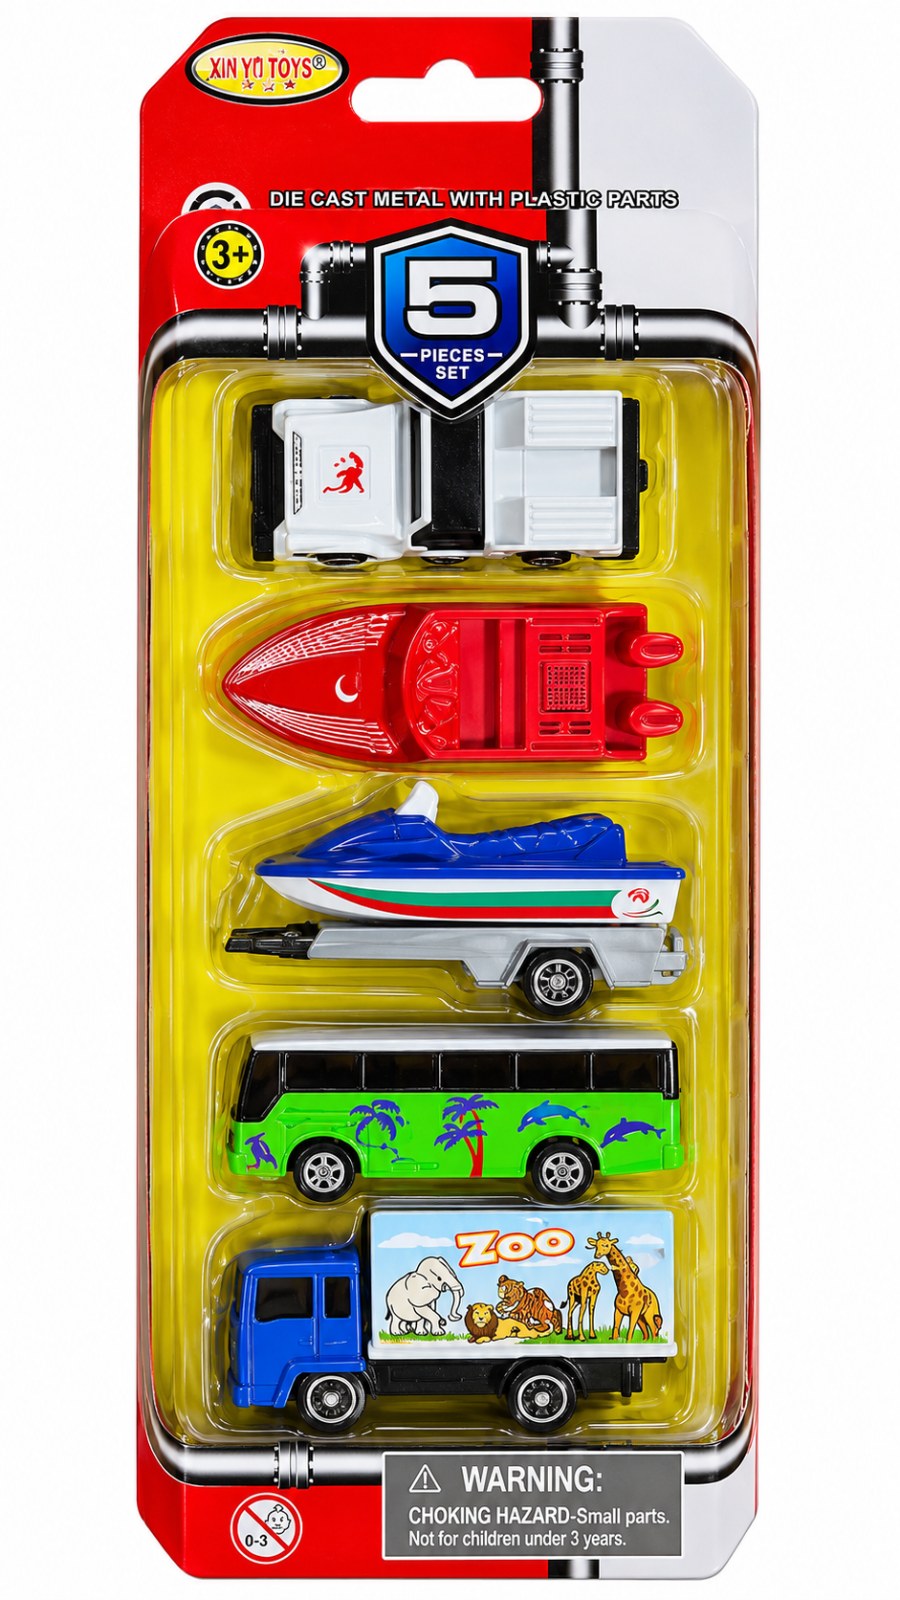 XIN YU TOYS®
DIE CAST METAL WITH PLASTIC PARTS
3+
5
PIECES
SET
ZOO
0-3
WARNING:
CHOKING HAZARD-Small parts.
Not for children under 3 years.